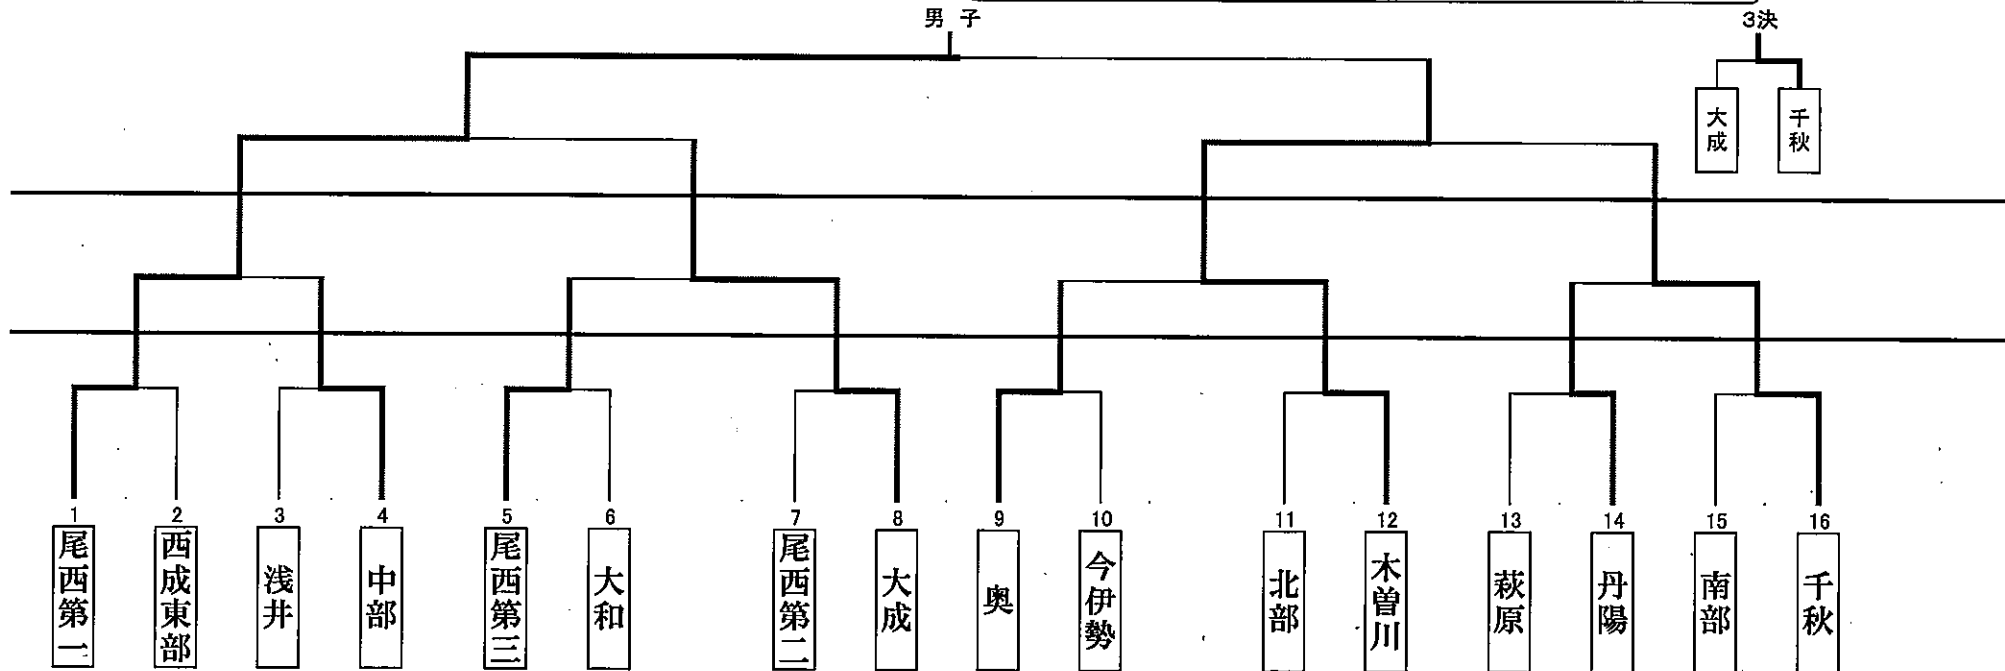 男子
3決
大成
千秋
1
2
3
4
5
6
7
8
9
10
11
12
13
14
15
16
尾西第一
西成東部
浅井
中部
尾西第三
大和
尾西第二
大成
奥
今伊勢
北部
木曽川
萩原
丹陽
南部
千秋